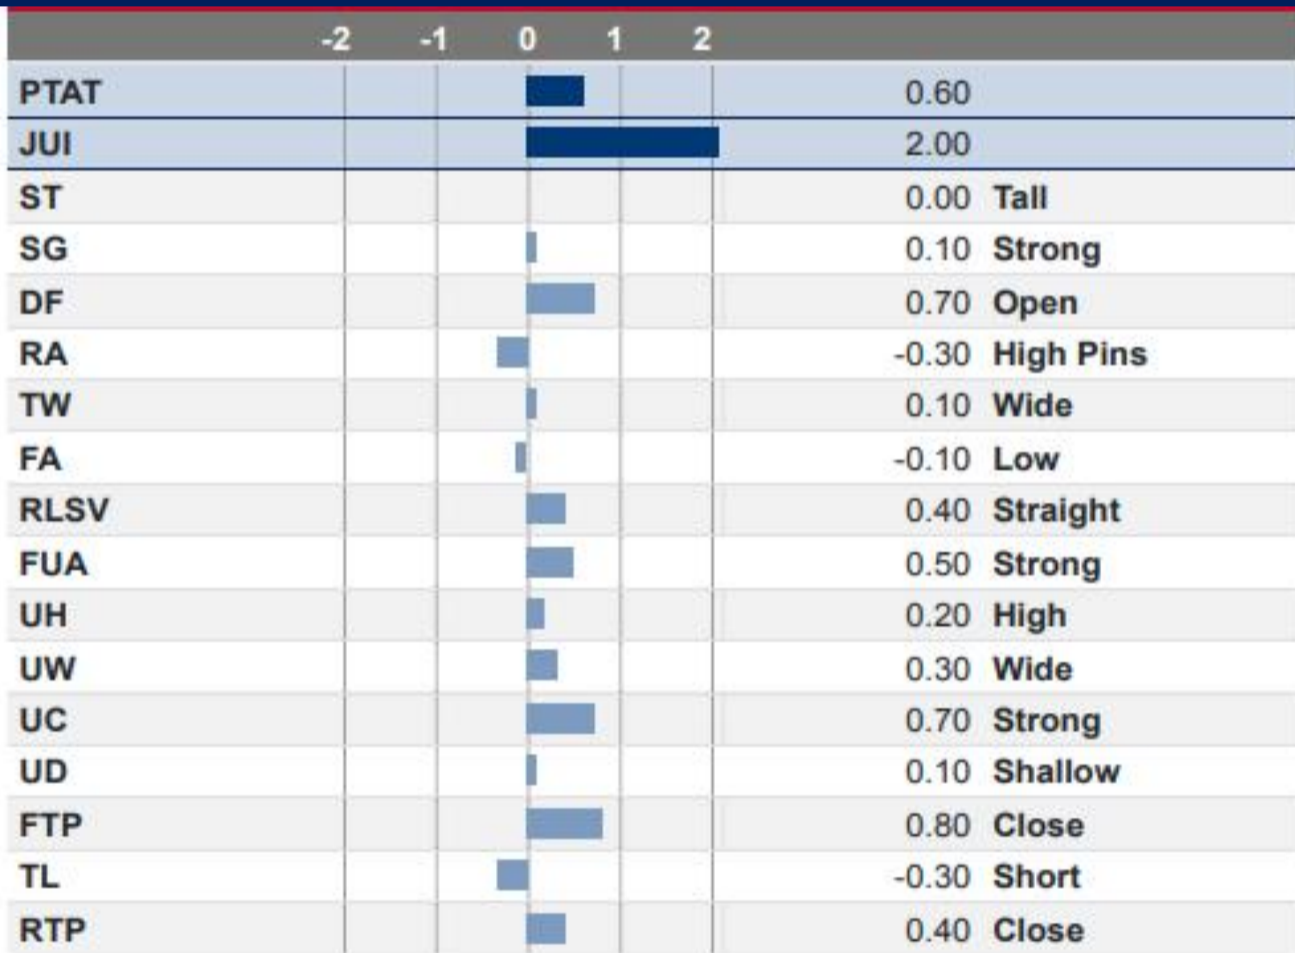 -2 -1 0 1 2
PTAT 0.60
JUI 2.00
ST 0.00 Tall
SG 0.10 Strong
DF 0.70 Open
RA -0.30 High Pins
TW 0.10 Wide
FA -0.10 Low
RLSV 0.40 Straight
FUA 0.50 Strong
UH 0.20 High
UW 0.30 Wide
UC 0.70 Strong
UD 0.10 Shallow
FTP 0.80 Close
TL -0.30 Short
RTP 0.40 Close